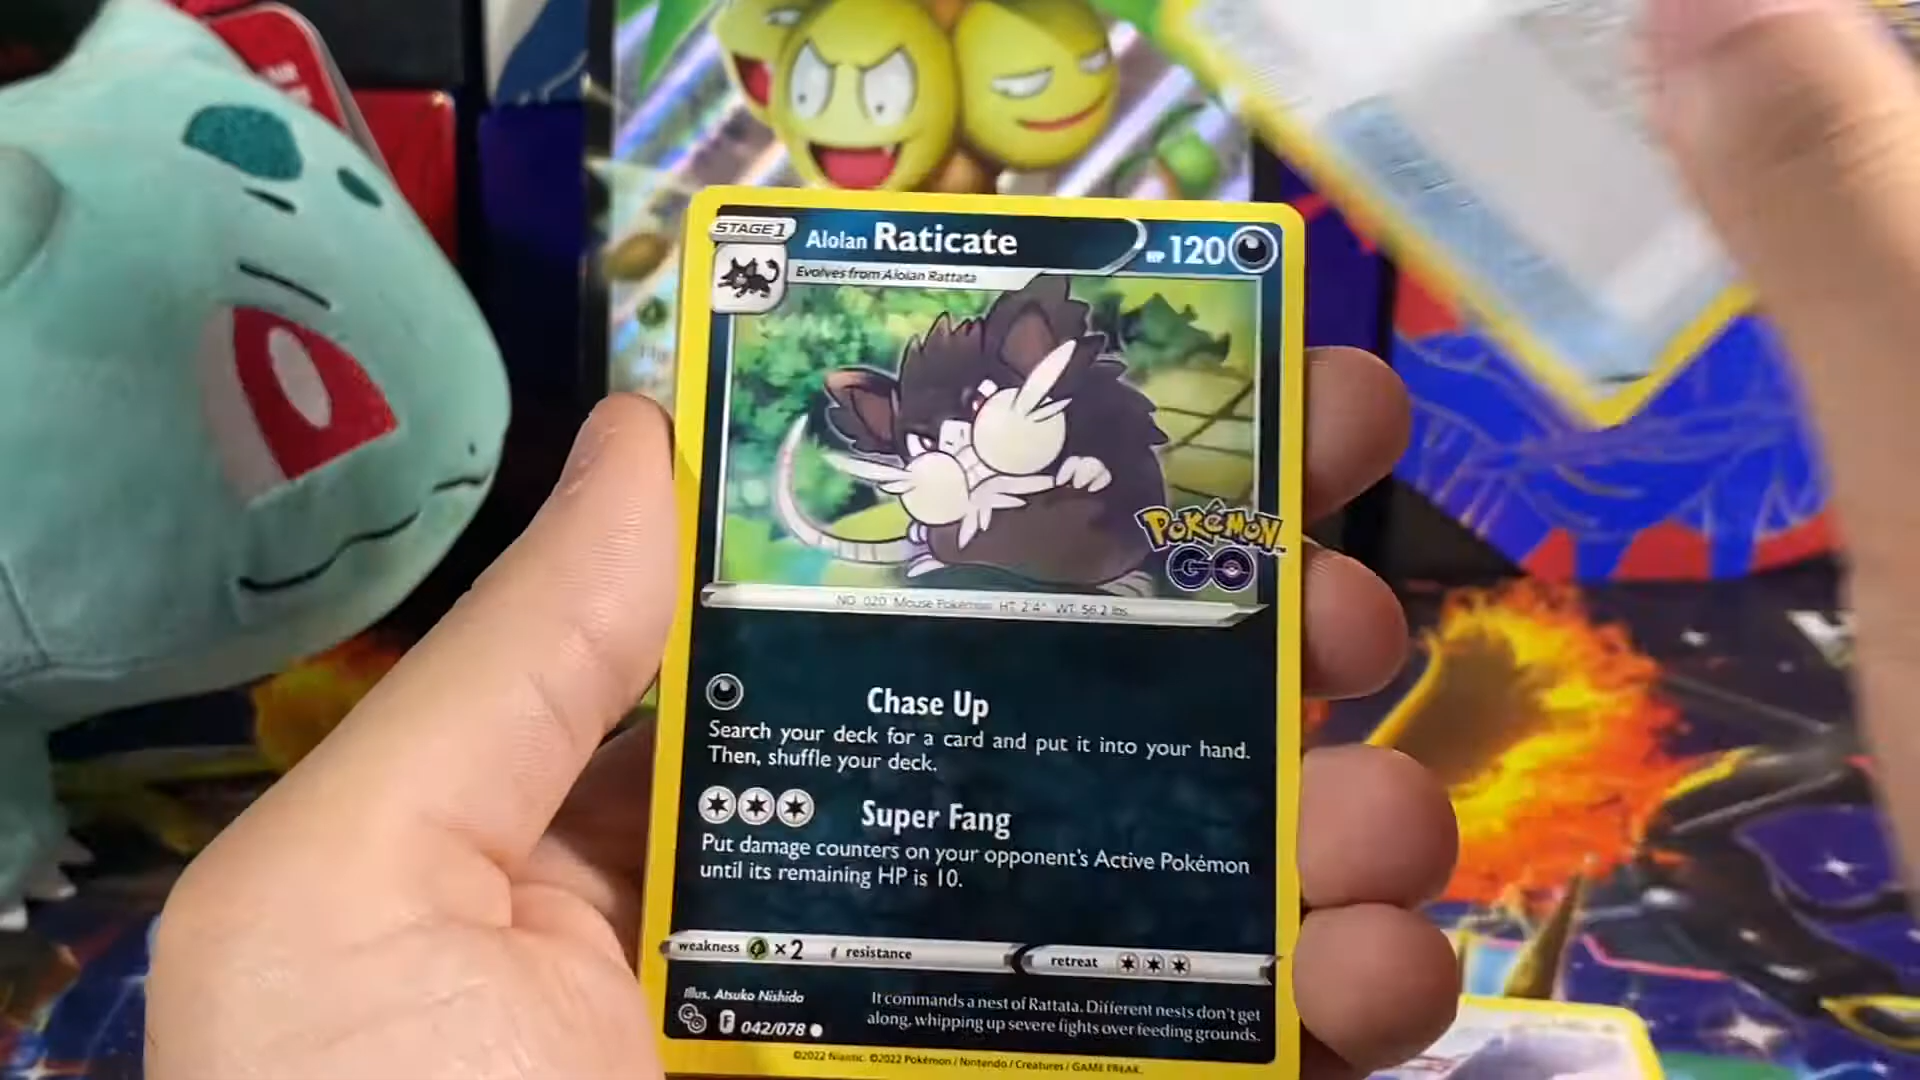 STAGE 1
Alolan Raticate
HP 120
Evolves from Alolan Rattata
POKÉMON
GO
NO. 020 Mouse Pokémon HT: 2'4" WT: 56.2 lbs.
Chase Up
Search your deck for a card and put it into your hand.
Then, shuffle your deck.
Super Fang
Put damage counters on your opponent's Active Pokémon
until its remaining HP is 10.
weakness ×2 resistance retreat
Illus. Atsuko Nishida
It commands a nest of Rattata. Different nests don't get
along, whipping up severe fights over feeding grounds.
GO F 042/078
©2022 Niantic. ©2022 Pokémon / Nintendo / Creatures / GAME FREAK.